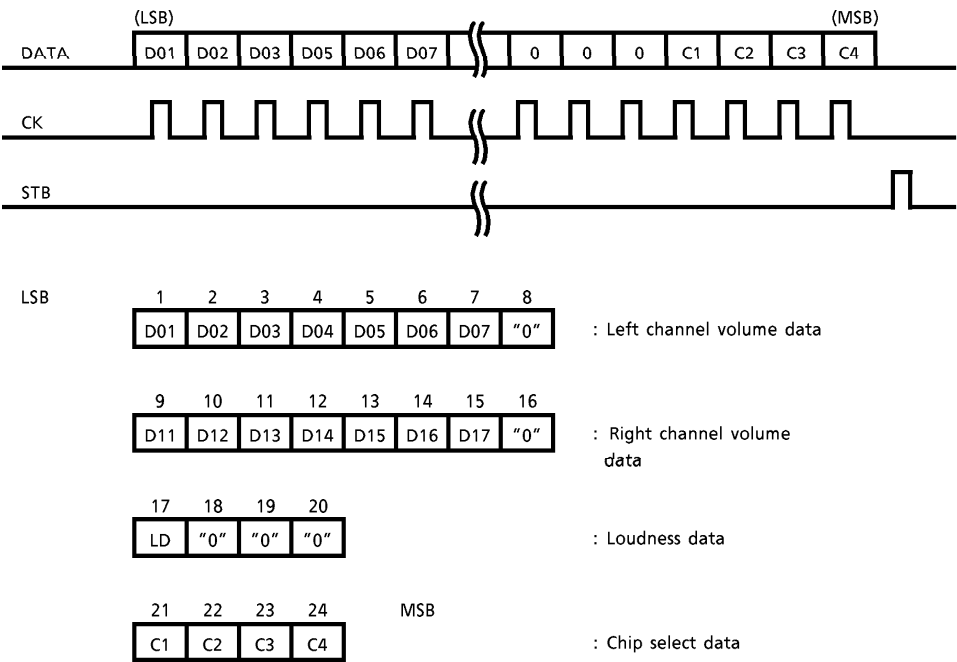 (LSB) (MSB)
DATA D01 D02 D03 D05 D06 D07 0 0 0 C1 C2 C3 C4
CK
STB
LSB 1 2 3 4 5 6 7 8
D01 D02 D03 D04 D05 D06 D07 "0" : Left channel volume data
9 10 11 12 13 14 15 16
D11 D12 D13 D14 D15 D16 D17 "0" : Right channel volume
data
17 18 19 20
LD "0" "0" "0" : Loudness data
21 22 23 24 MSB
C1 C2 C3 C4 : Chip select data